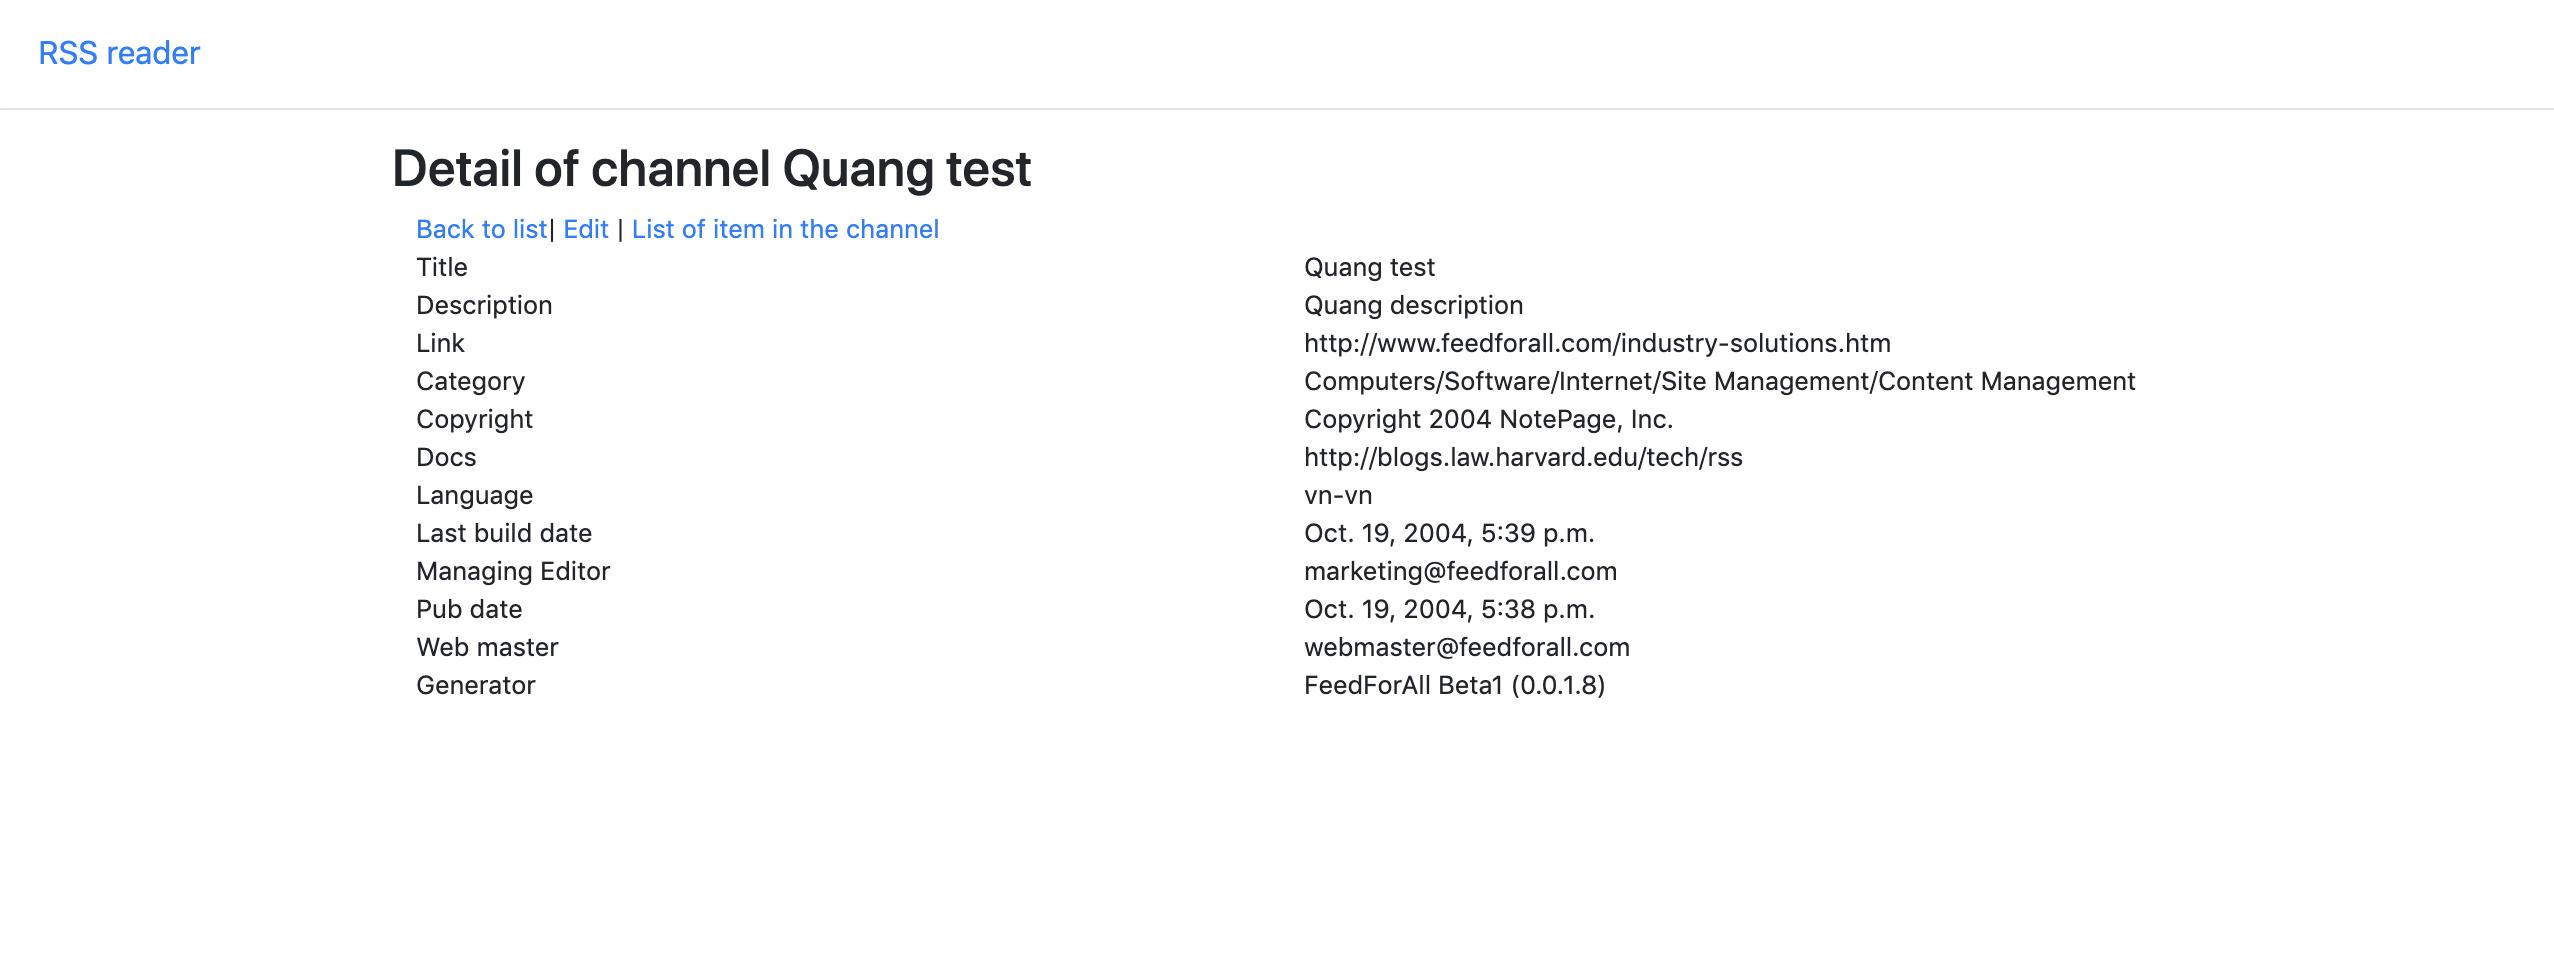 RSS reader
Detail of channel Quang test
Back to list| Edit | List of item in the channel
Title Quang test
Description Quang description
Link http://www.feedforall.com/industry-solutions.htm
Category Computers/Software/Internet/Site Management/Content Management
Copyright Copyright 2004 NotePage, Inc.
Docs http://blogs.law.harvard.edu/tech/rss
Language vn-vn
Last build date Oct. 19, 2004, 5:39 p.m.
Managing Editor marketing@feedforall.com
Pub date Oct. 19, 2004, 5:38 p.m.
Web master webmaster@feedforall.com
Generator FeedForAll Beta1 (0.0.1.8)